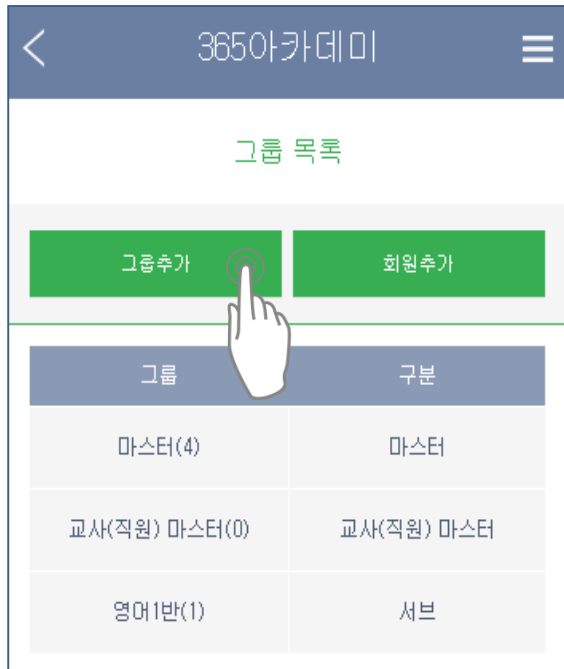 365아카데미
그룹 목록
그룹추가 회원추가
그룹 구분
마스터(4) 마스터
교사(직원) 마스터(0) 교사(직원) 마스터
영어1반(1) 서브